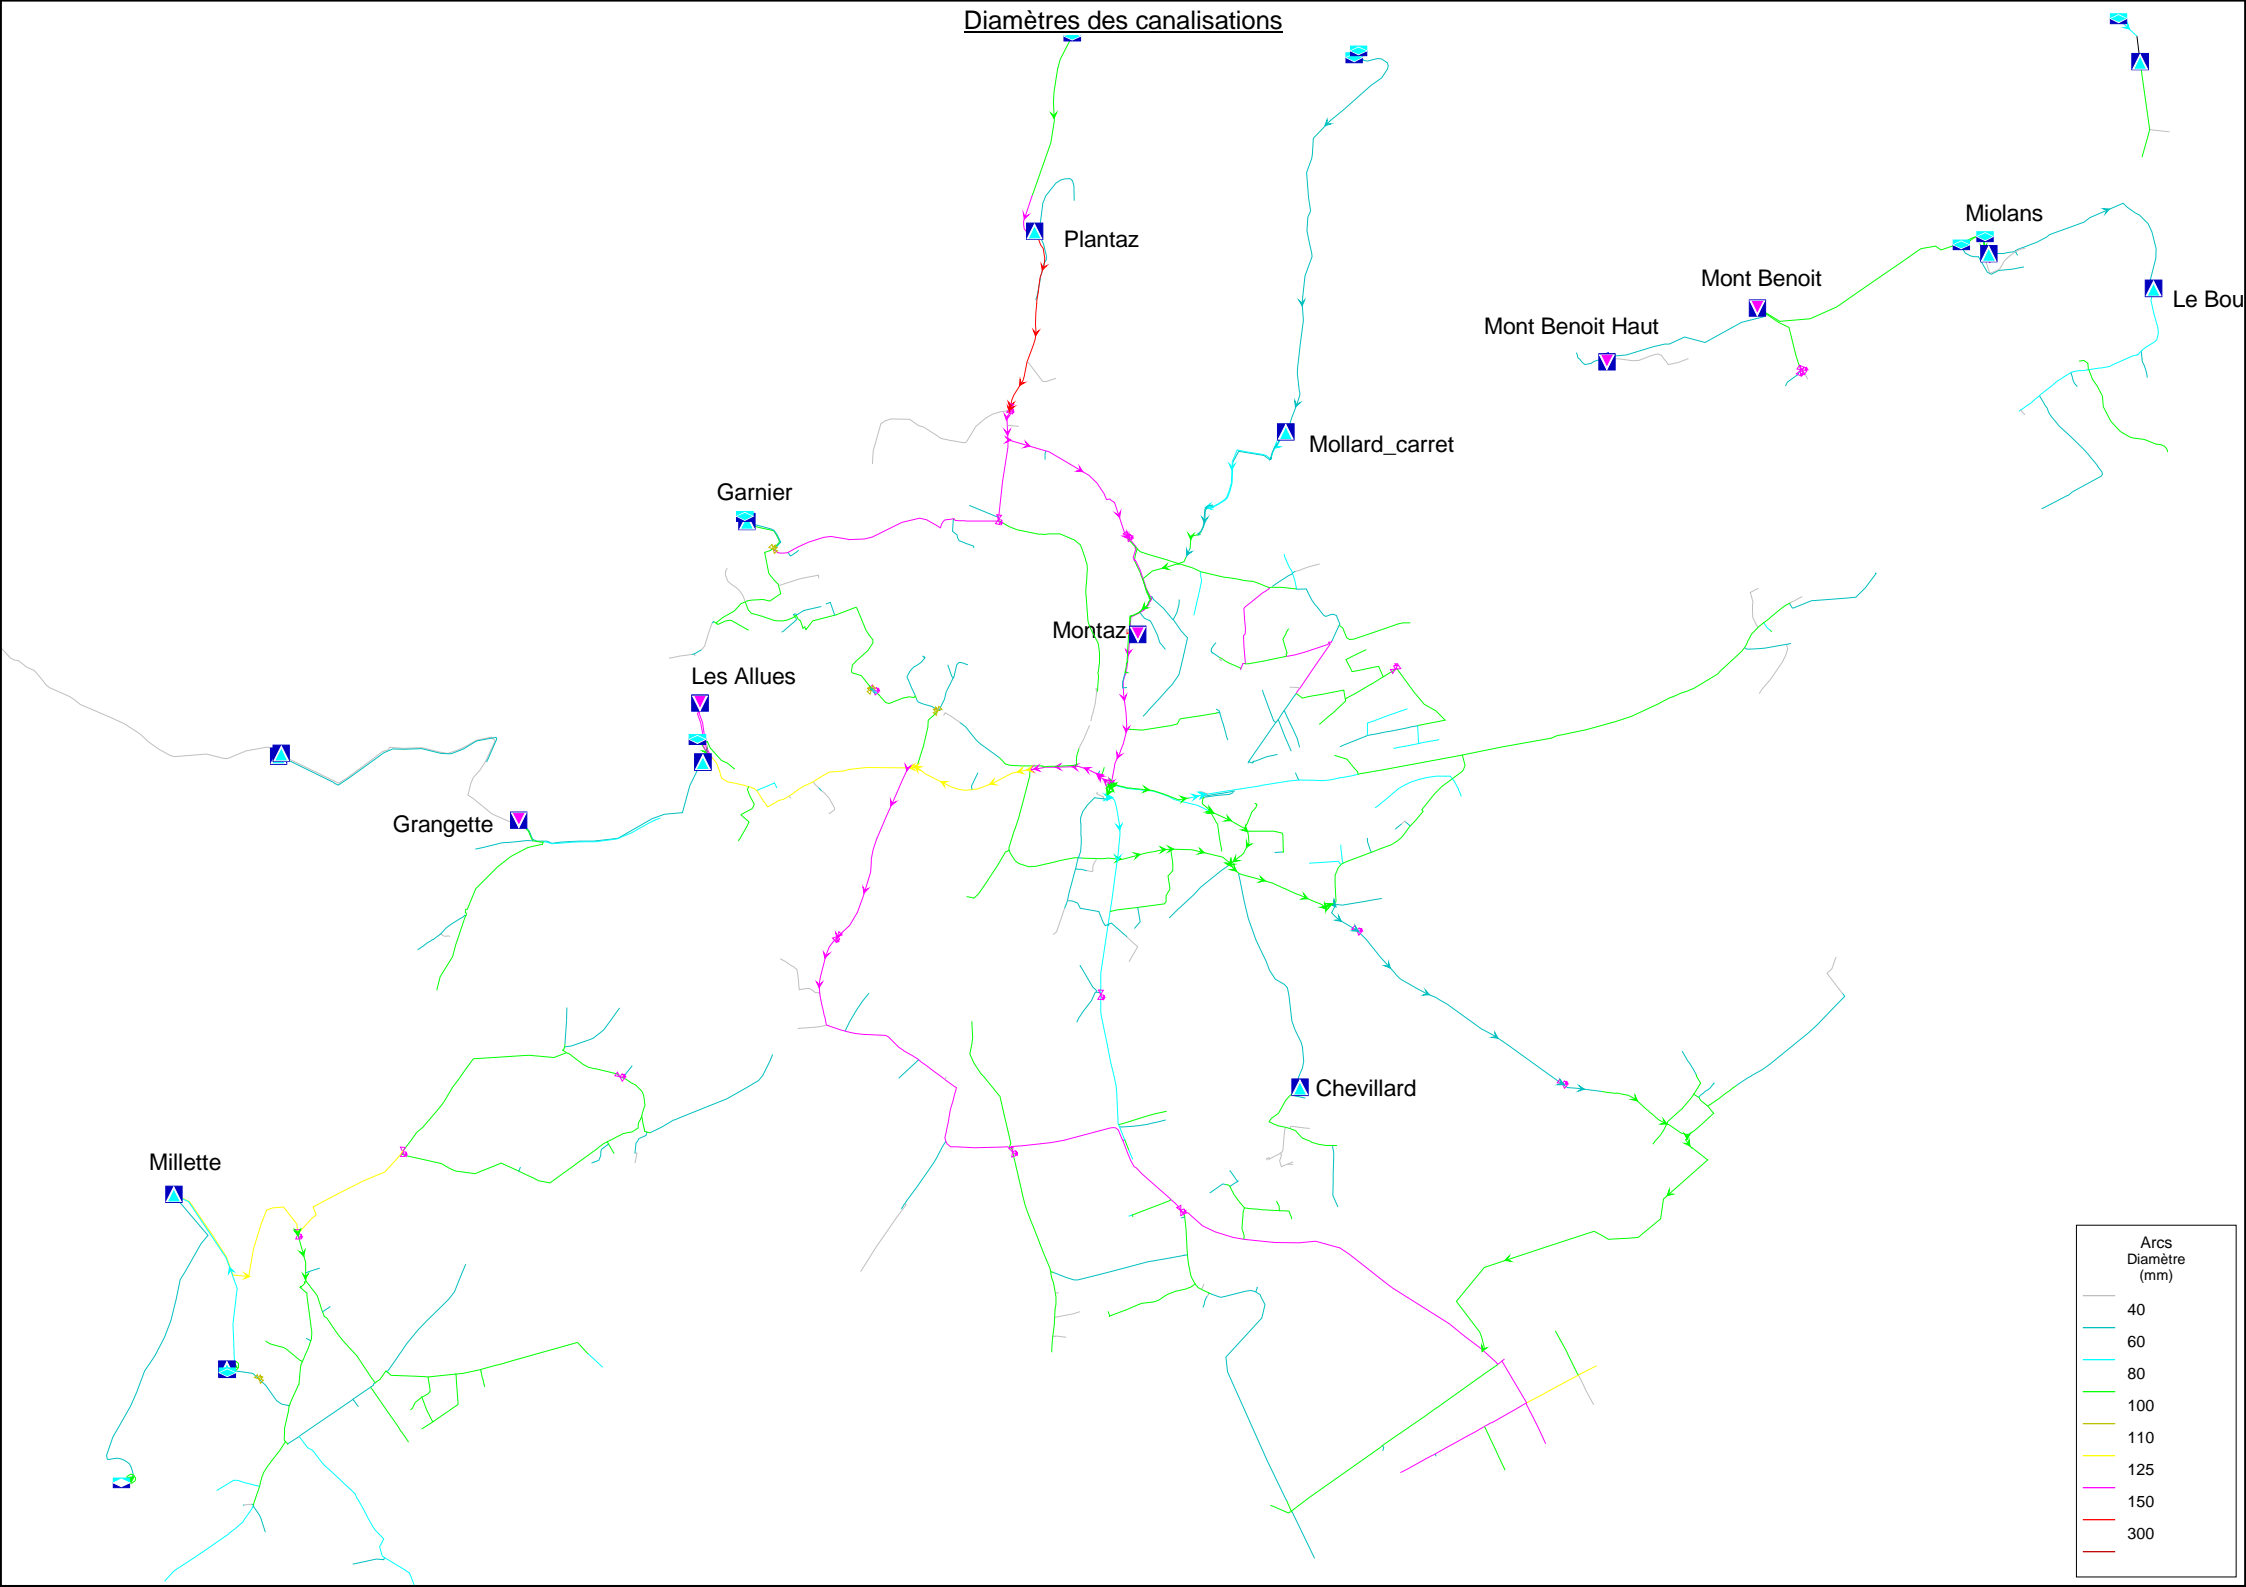 Diamètres des canalisations
Plantaz
Miolans
Mont Benoit
Le Bou
Mont Benoit Haut
Mollard_carret
Garnier
Montaz
Les Allues
Grangette
Chevillard
Millette
Arcs
Diamètre
(mm)
40
60
80
100
110
125
150
300